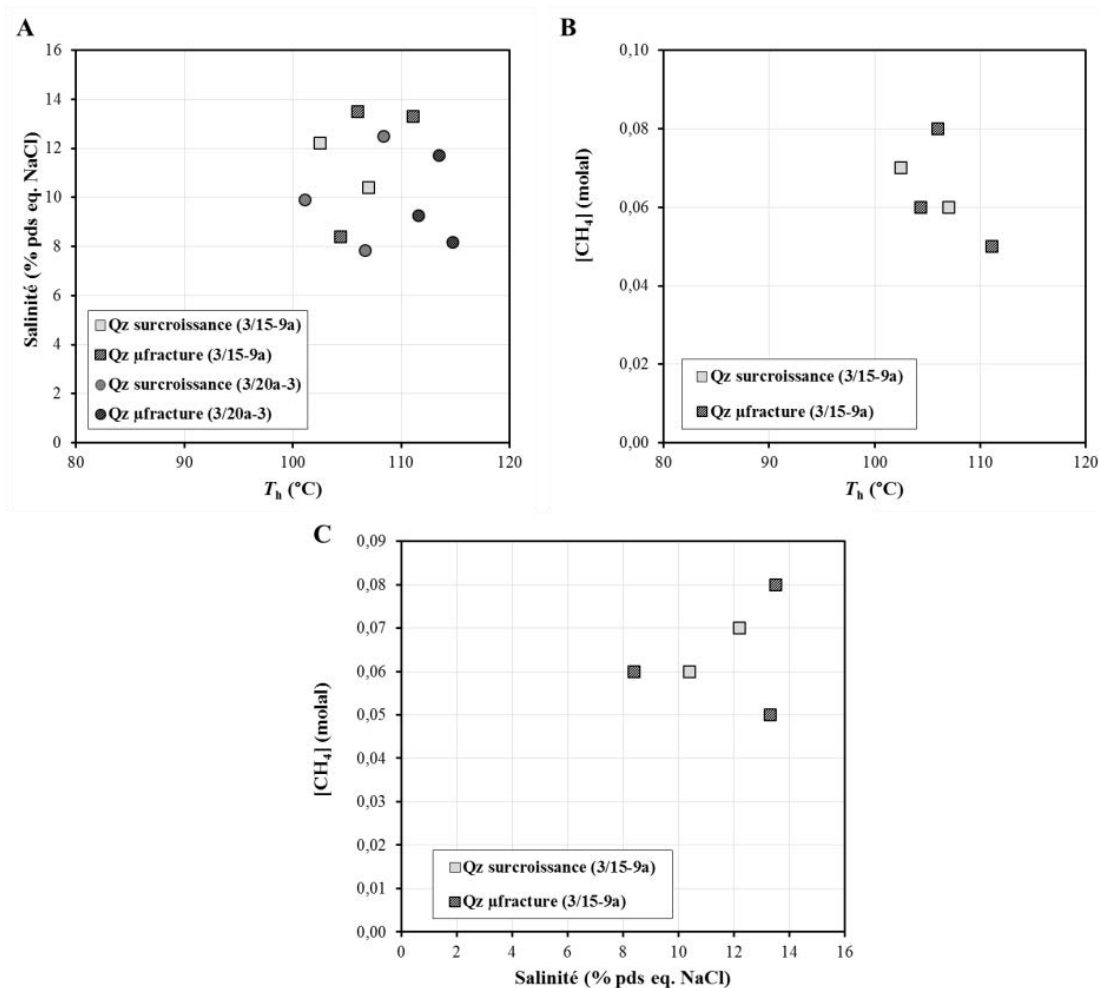 A
16
14
12
10
8
6
4
2
0
Salinité (% pds eq. NaCl)
Qz surcroissance (3/15-9a)
Qz µfracture (3/15-9a)
Qz surcroissance (3/20a-3)
Qz µfracture (3/20a-3)
80 90 100 110 120
Th (°C)
B
0,10
0,08
0,06
0,04
0,02
0,00
[CH4] (molal)
Qz surcroissance (3/15-9a)
Qz µfracture (3/15-9a)
80 90 100 110 120
Th (°C)
C
0,09
0,08
0,07
0,06
0,05
0,04
0,03
0,02
0,01
0,00
[CH4] (molal)
Qz surcroissance (3/15-9a)
Qz µfracture (3/15-9a)
0 2 4 6 8 10 12 14 16
Salinité (% pds eq. NaCl)